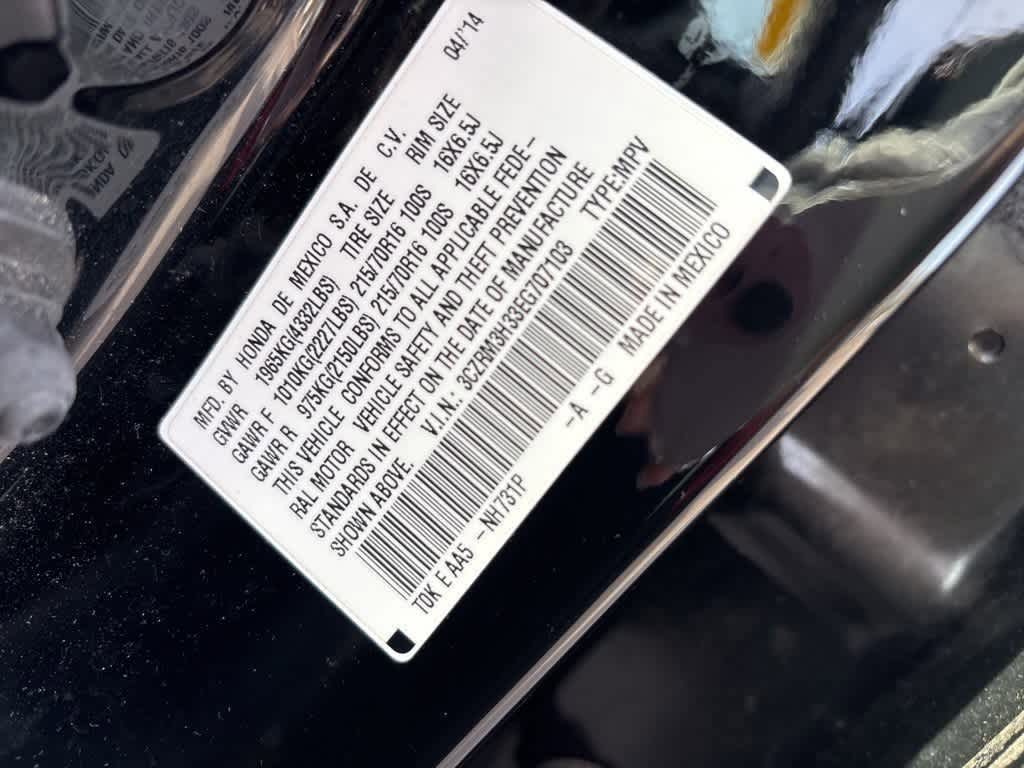 MFD. BY HONDA DE MEXICO S.A. DE C.V. 04/'14
GVWR 1965KG(4332LBS) TIRE SIZE RIM SIZE
GAWR F 1010KG(2227LBS) 215/70R16 100S 16X6.5J
GAWR R 975KG(2150LBS) 215/70R16 100S 16X6.5J
THIS VEHICLE CONFORMS TO ALL APPLICABLE FEDE-
RAL MOTOR VEHICLE SAFETY AND THEFT PREVENTION
STANDARDS IN EFFECT ON THE DATE OF MANUFACTURE
SHOWN ABOVE. V.I.N.: 3CZRM3H33EG707103 TYPE:MPV
T0K E AA5 -NH731P -A -G MADE IN MEXICO